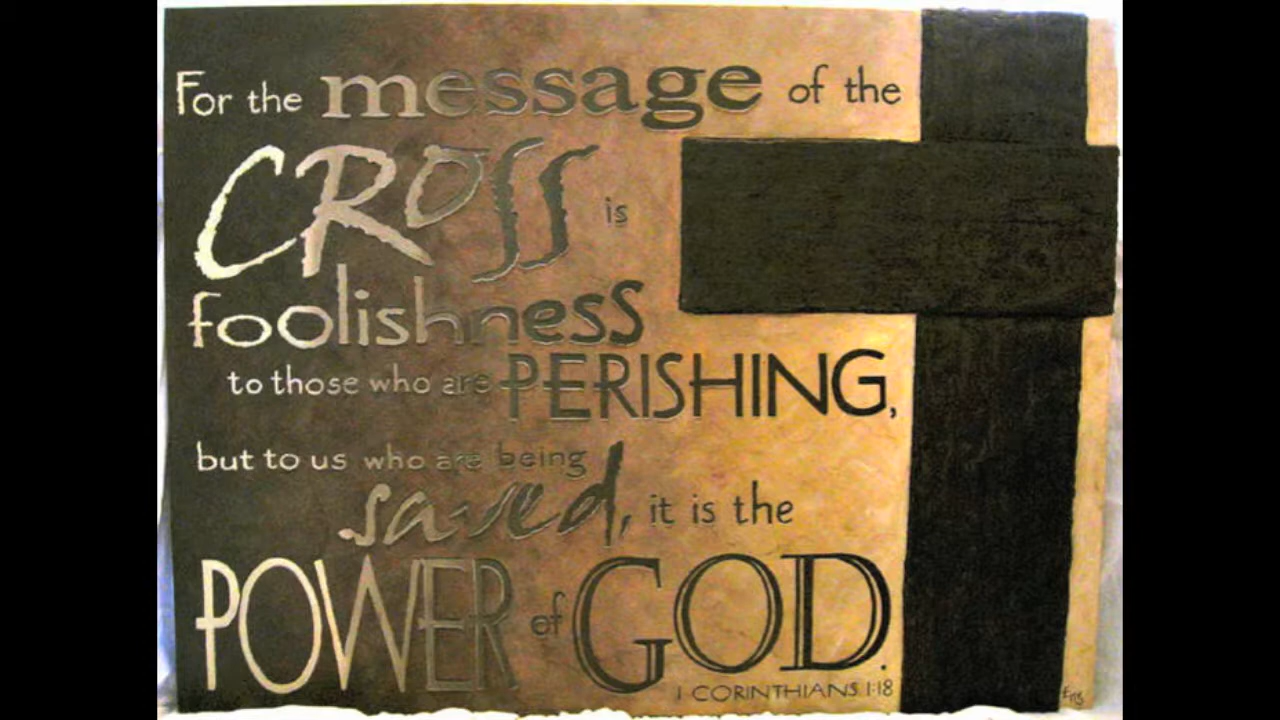 For the message of the
CROSS is
foolishness
to those who are PERISHING,
but to us who are being
saved, it is the
POWER of GOD.
1 CORINTHIANS 1:18